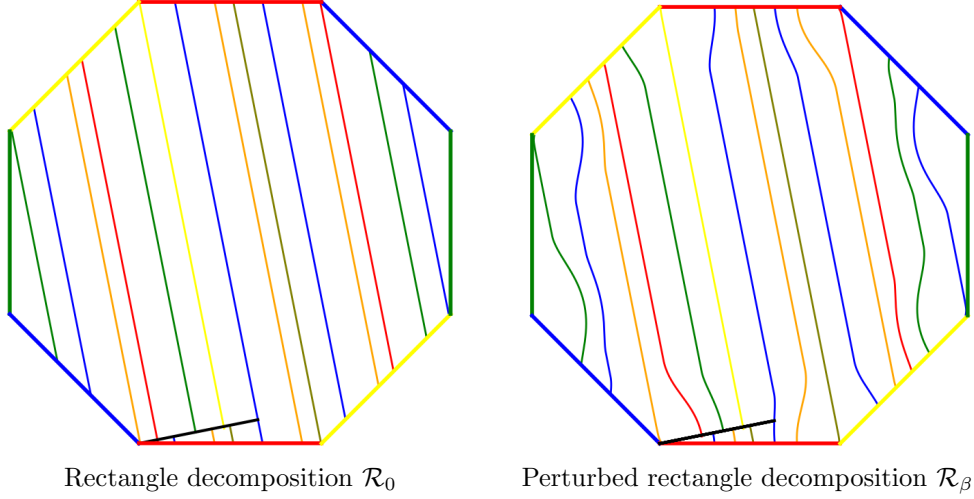 Rectangle decomposition $\mathcal{R}_0$
Perturbed rectangle decomposition $\mathcal{R}_\beta$